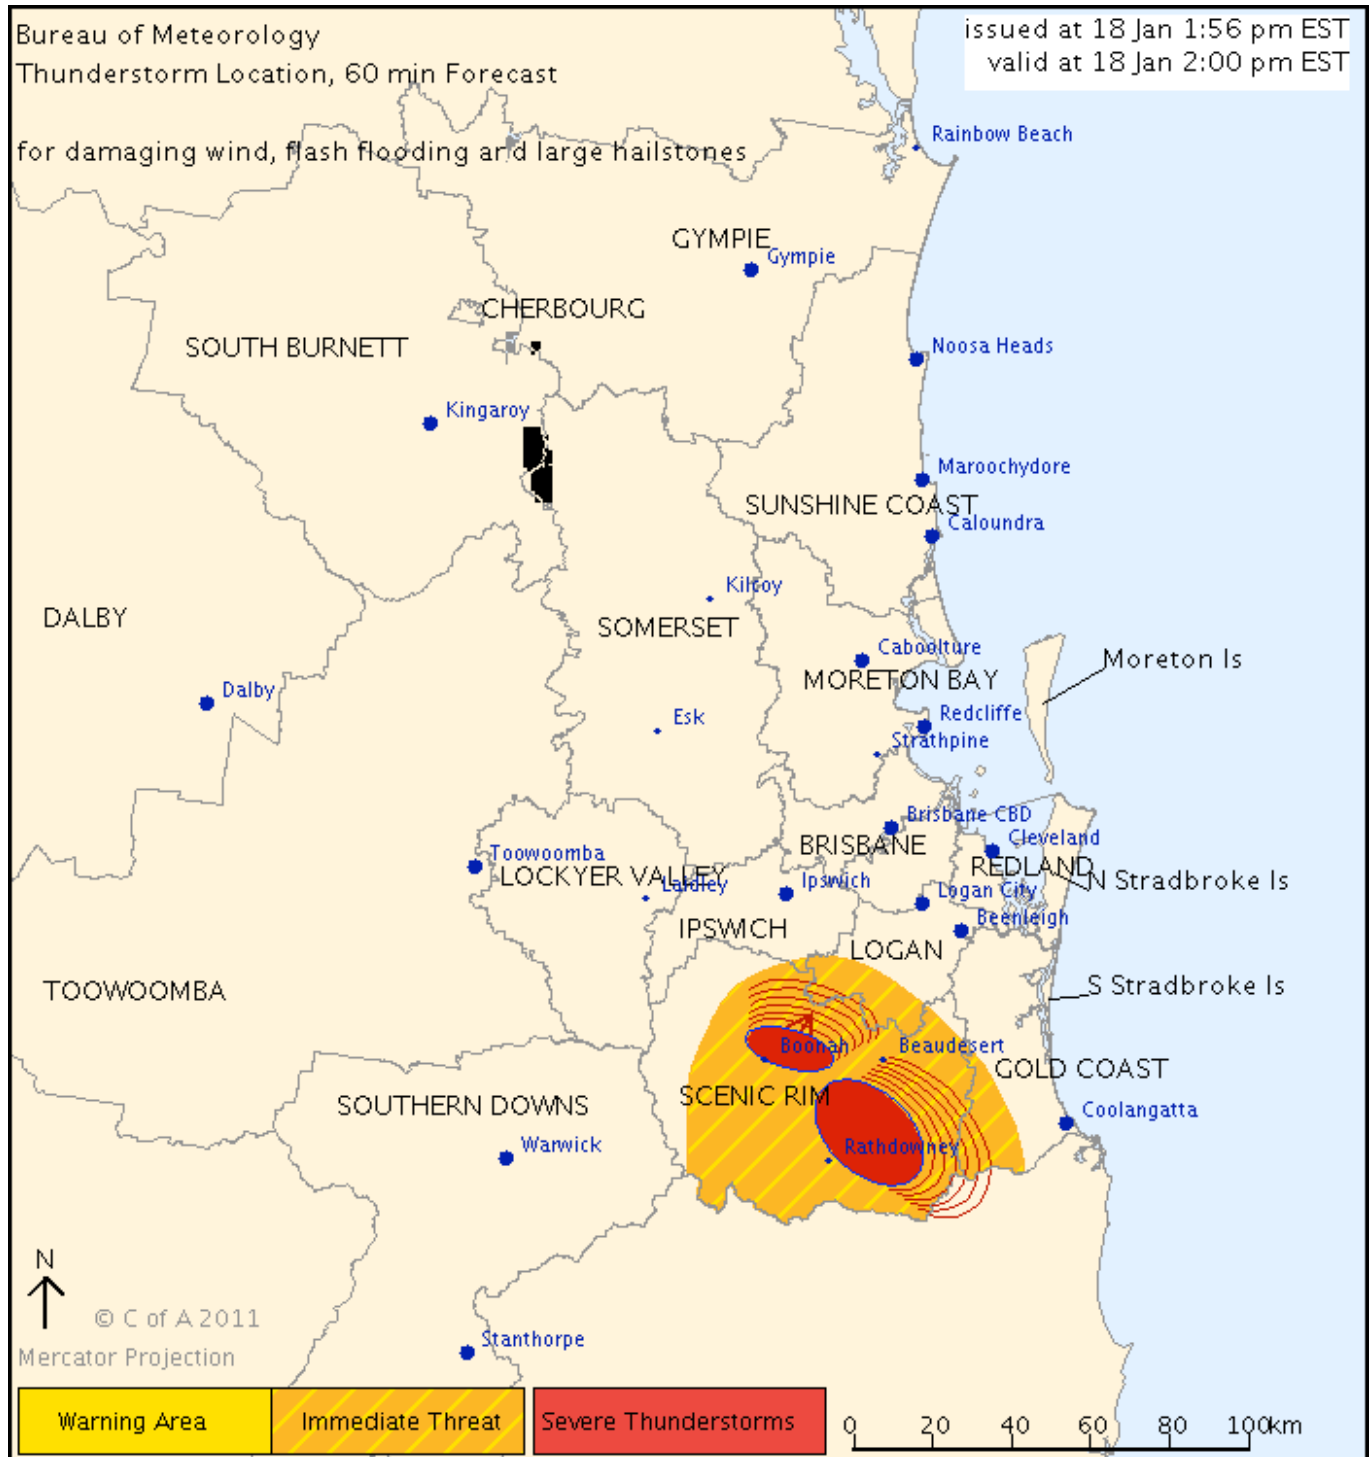 Bureau of Meteorology
Thunderstorm Location, 60 min Forecast
for damaging wind, flash flooding and large hailstones
issued at 18 Jan 1:56 pm EST
valid at 18 Jan 2:00 pm EST
Rainbow Beach
GYMPIE
Gympie
CHERBOURG
SOUTH BURNETT
Noosa Heads
Kingaroy
Maroochydore
SUNSHINE COAST
Caloundra
Kilcoy
DALBY
SOMERSET
Caboolture
Moreton Is
MORETON BAY
Dalby
Esk
Redcliffe
Strathpine
Brisbane CBD
Cleveland
BRISBANE
Toowoomba
REDLAND
LOCKYER VALLEY
Laidley
Ipswich
N Stradbroke Is
Logan City
IPSWICH
Beenleigh
LOGAN
TOOWOOMBA
S Stradbroke Is
Boonah
Beaudesert
GOLD COAST
SCENIC RIM
SOUTHERN DOWNS
Coolangatta
Warwick
Rathdowney
N
© C of A 2011
Stanthorpe
Mercator Projection
Warning Area
Immediate Threat
Severe Thunderstorms
0 20 40 60 80 100km